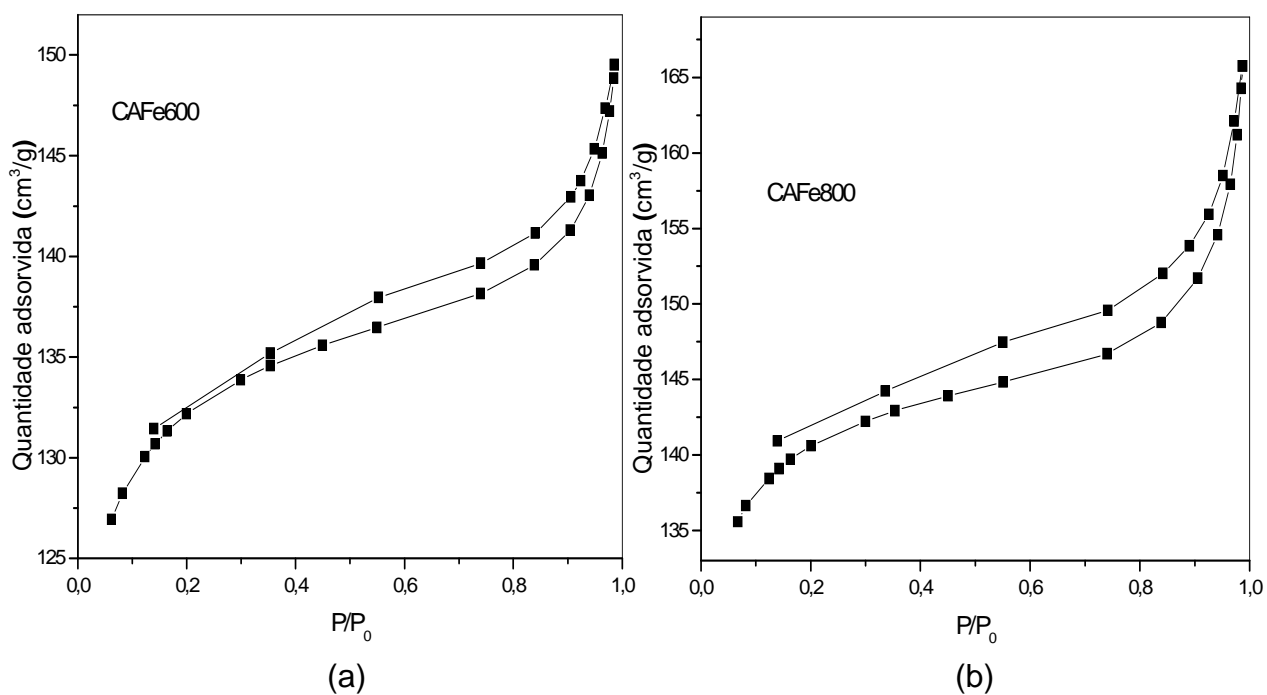 CAFe600
Quantidade adsorvida (cm³/g)
150
145
140
135
130
125
0,0 0,2 0,4 0,6 0,8 1,0
P/P₀
(a)
CAFe800
Quantidade adsorvida (cm³/g)
165
160
155
150
145
140
135
0,0 0,2 0,4 0,6 0,8 1,0
P/P₀
(b)